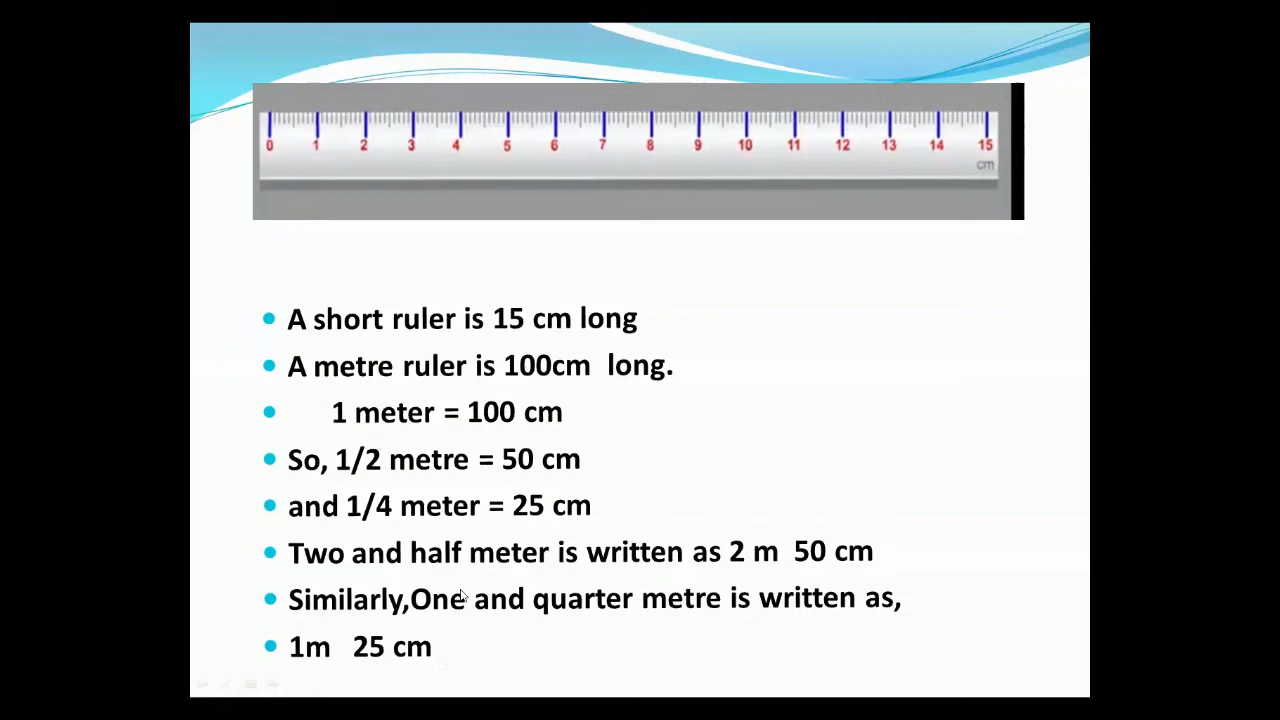 0 1 2 3 4 5 6 7 8 9 10 11 12 13 14 15
cm
A short ruler is 15 cm long
A metre ruler is 100cm  long.
1 meter = 100 cm
So, 1/2 metre = 50 cm
and 1/4 meter = 25 cm
Two and half meter is written as 2 m  50 cm
Similarly,One and quarter metre is written as,
1m   25 cm